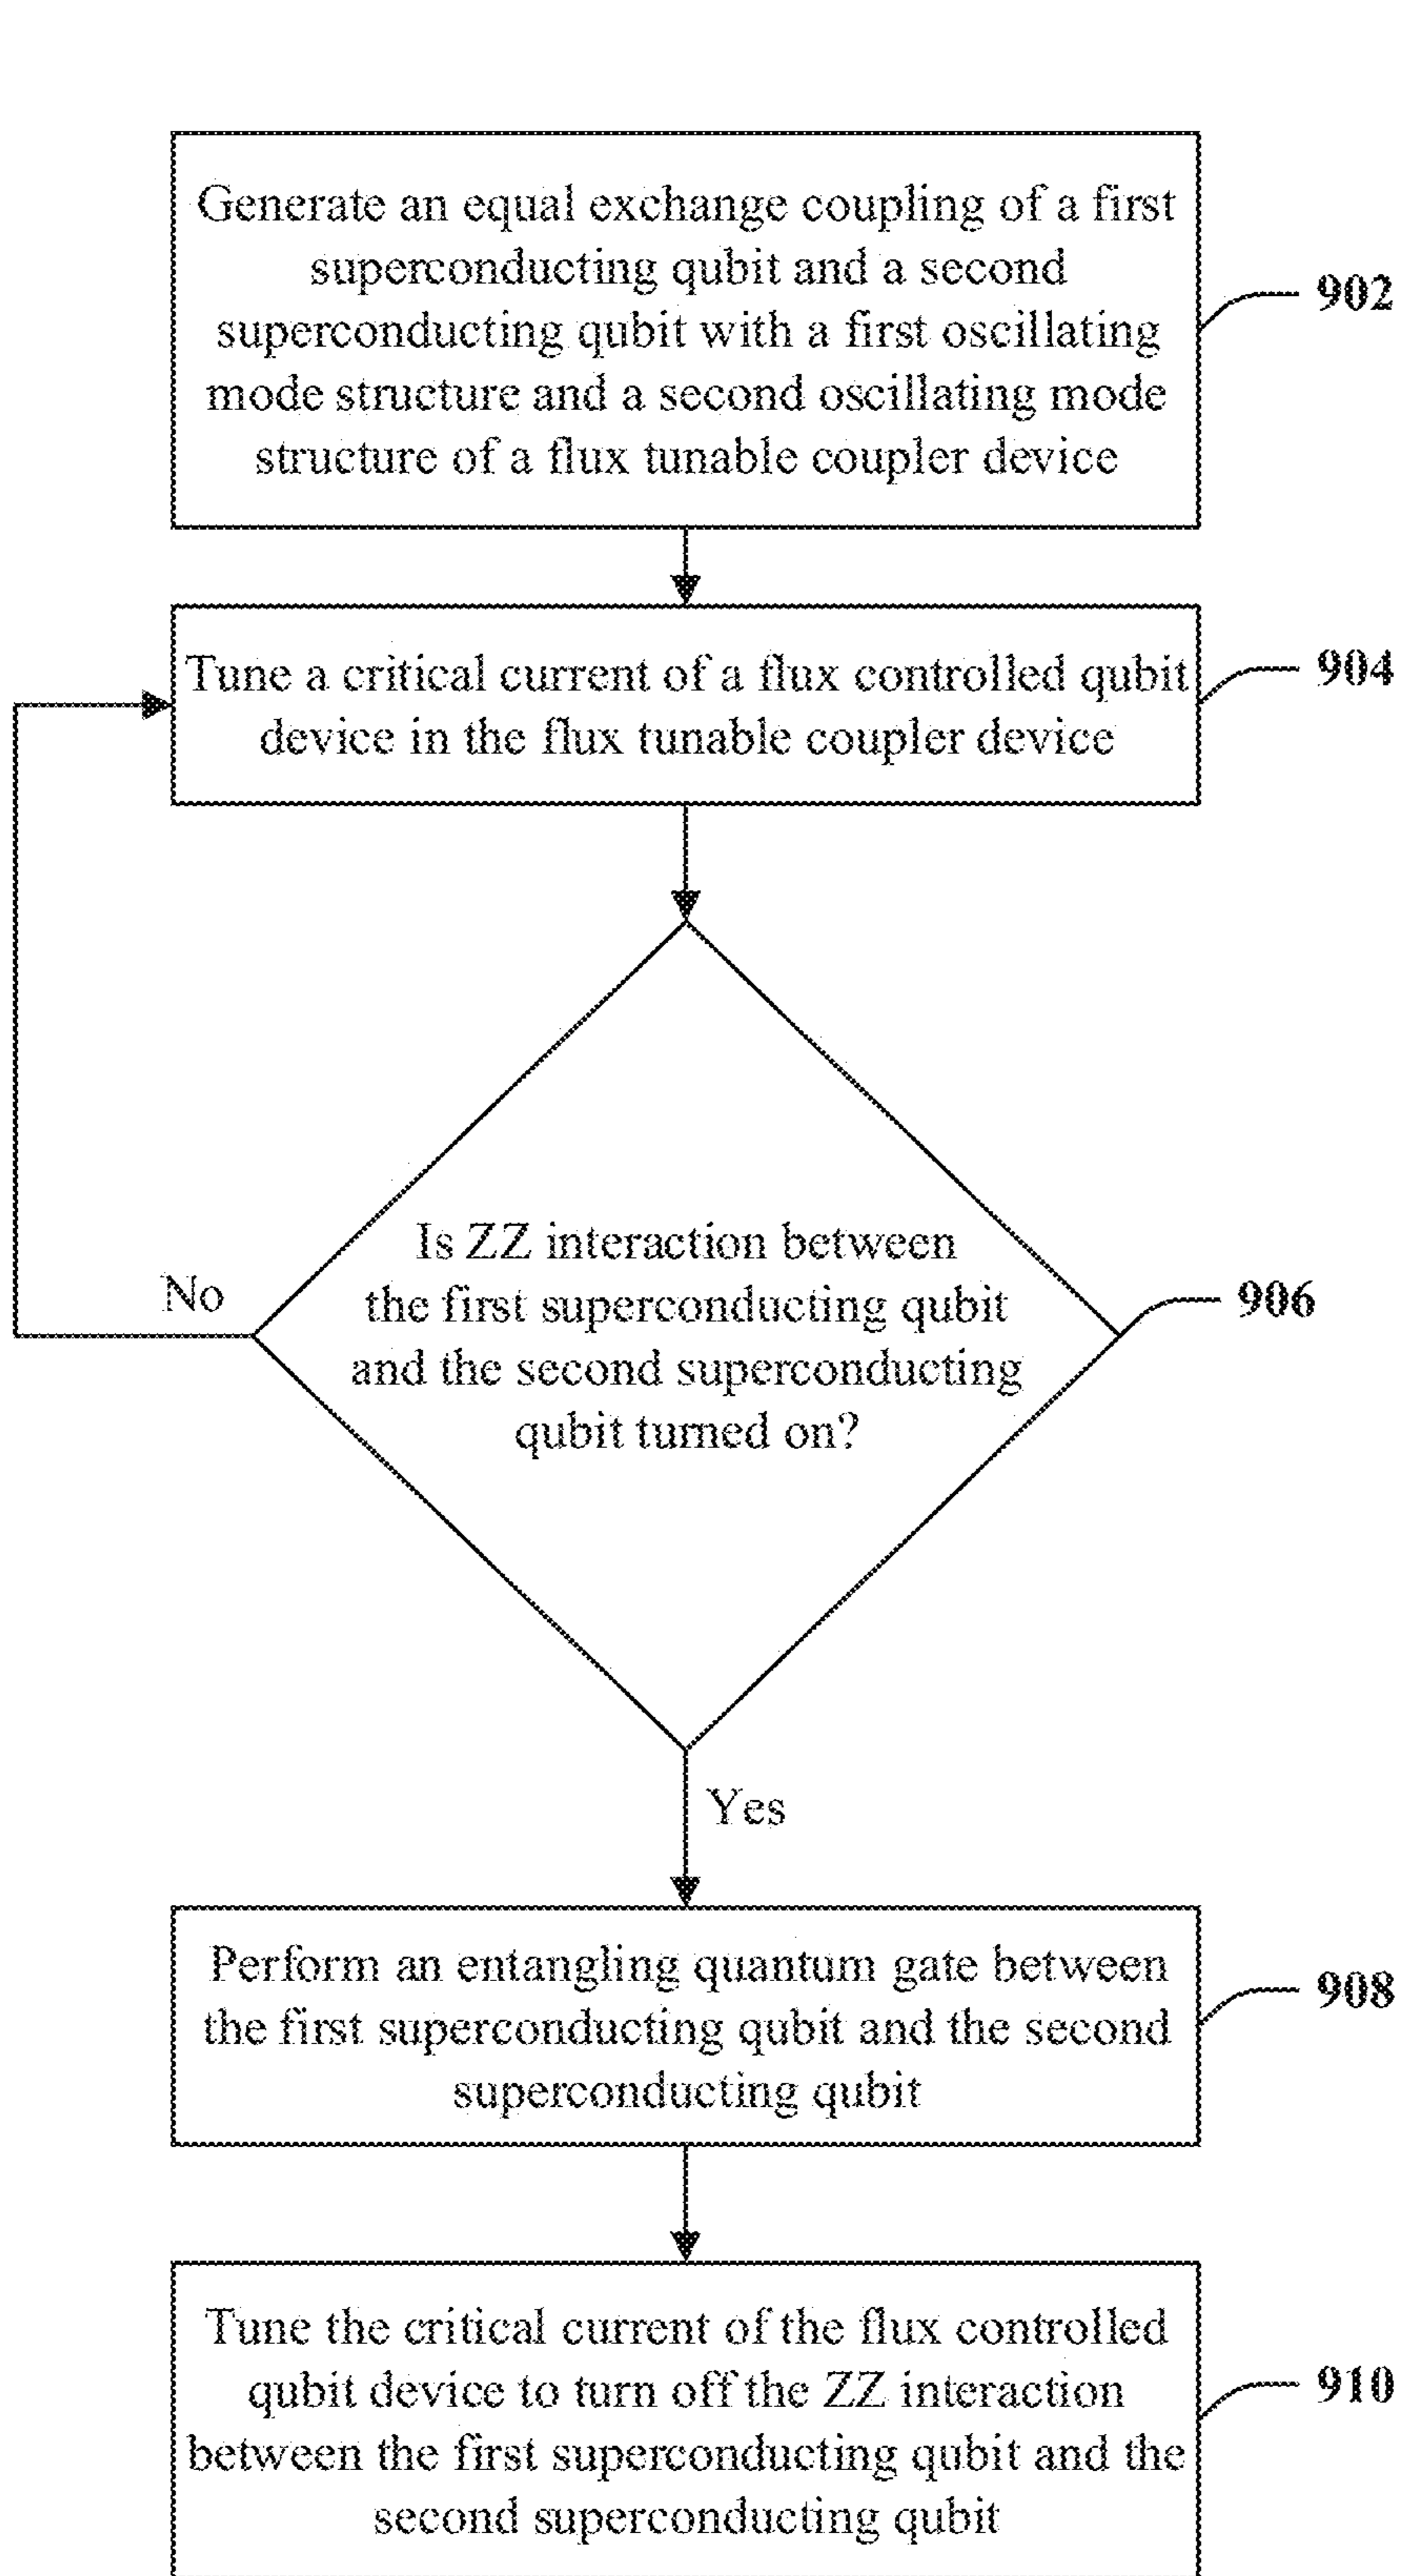 Generate an equal exchange coupling of a first
superconducting qubit and a second
superconducting qubit with a first oscillating
mode structure and a second oscillating mode
structure of a flux tunable coupler device
902
Tune a critical current of a flux controlled qubit
device in the flux tunable coupler device
904
Is ZZ interaction between
the first superconducting qubit
and the second superconducting
qubit turned on?
906
No
Yes
Perform an entangling quantum gate between
the first superconducting qubit and the second
superconducting qubit
908
Tune the critical current of the flux controlled
qubit device to turn off the ZZ interaction
between the first superconducting qubit and the
second superconducting qubit
910